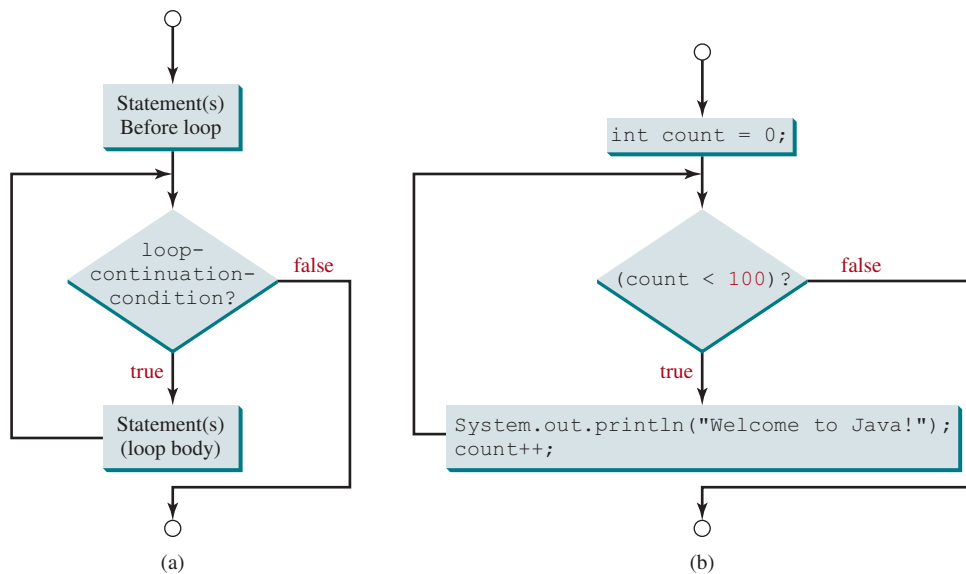 Statement(s)
Before loop
loop-
continuation-
condition?
false
true
Statement(s)
(loop body)
(a)
int count = 0;
(count < 100)?
false
true
System.out.println("Welcome to Java!");
count++;
(b)